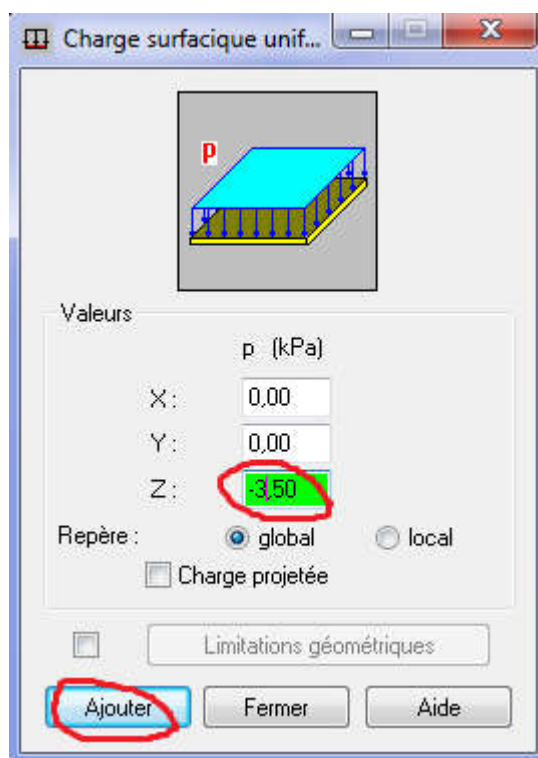 Charge surfacique unif...
p
Valeurs
p (kPa)
X: 0,00
Y: 0,00
Z: -3,50
Repère : global local
Charge projetée
Limitations géométriques
Ajouter Fermer Aide